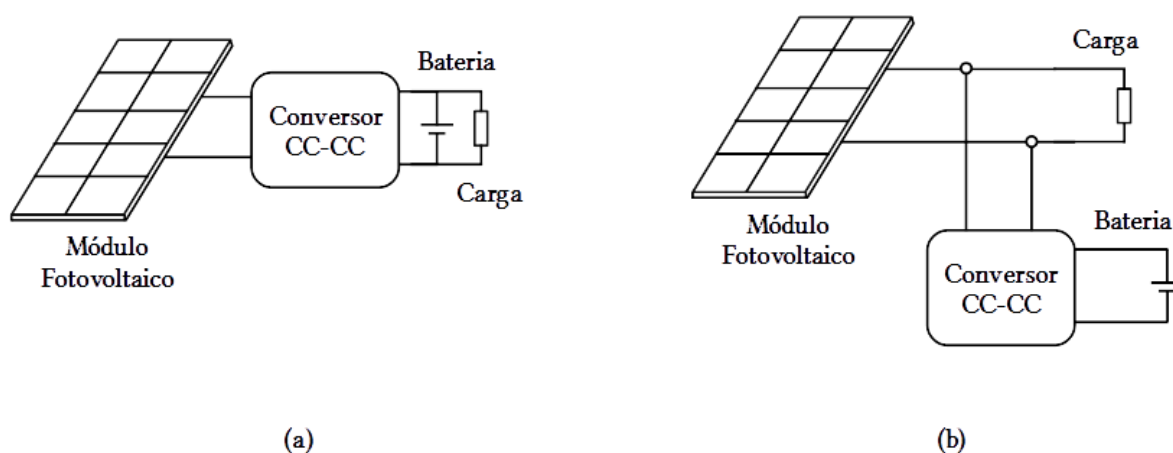 Bateria
Conversor
CC-CC
Carga
Módulo
Fotovoltaico
(a)
Carga
Módulo
Fotovoltaico
Bateria
Conversor
CC-CC
(b)